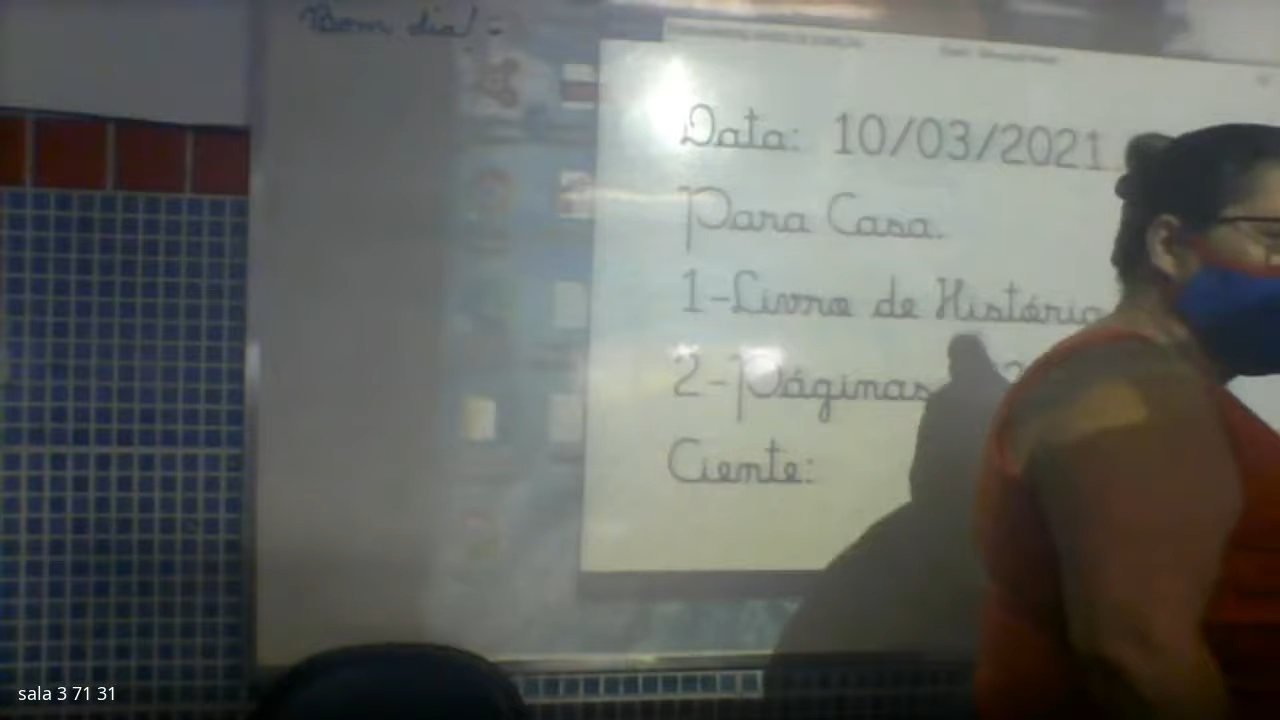 Bom dia!
Data: 10/03/2021
Para Casa.
1-Livro de História
2-Páginas
Ciente:
sala 3 71 31